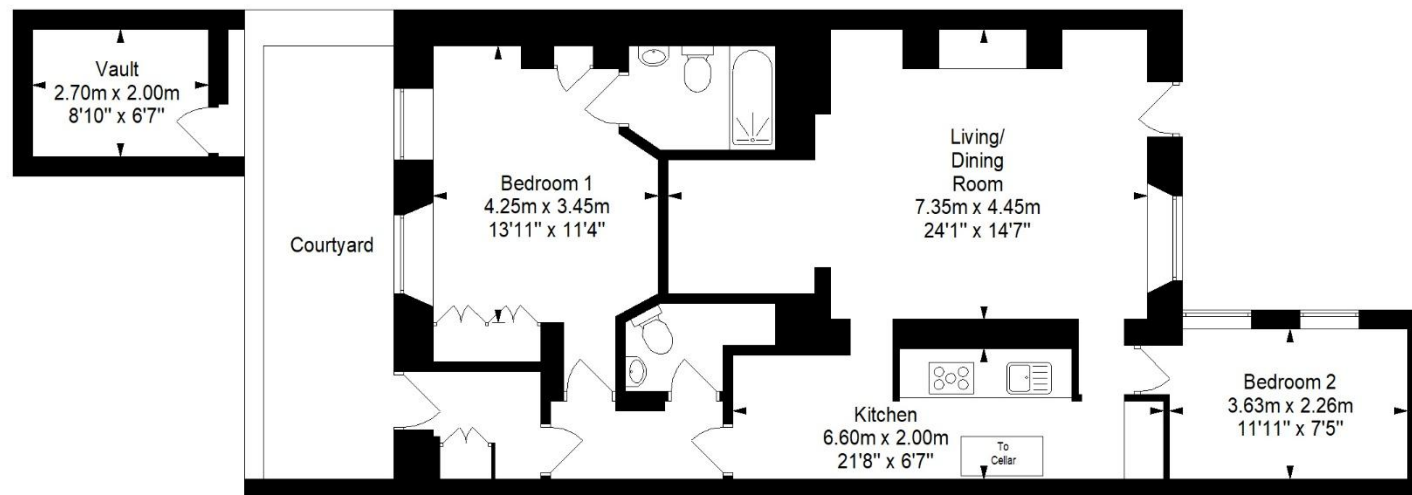 Vault
2.70m x 2.00m
8'10" x 6'7"
Courtyard
Bedroom 1
4.25m x 3.45m
13'11" x 11'4"
Living/
Dining
Room
7.35m x 4.45m
24'1" x 14'7"
Kitchen
6.60m x 2.00m
21'8" x 6'7"
To
Cellar
Bedroom 2
3.63m x 2.26m
11'11" x 7'5"